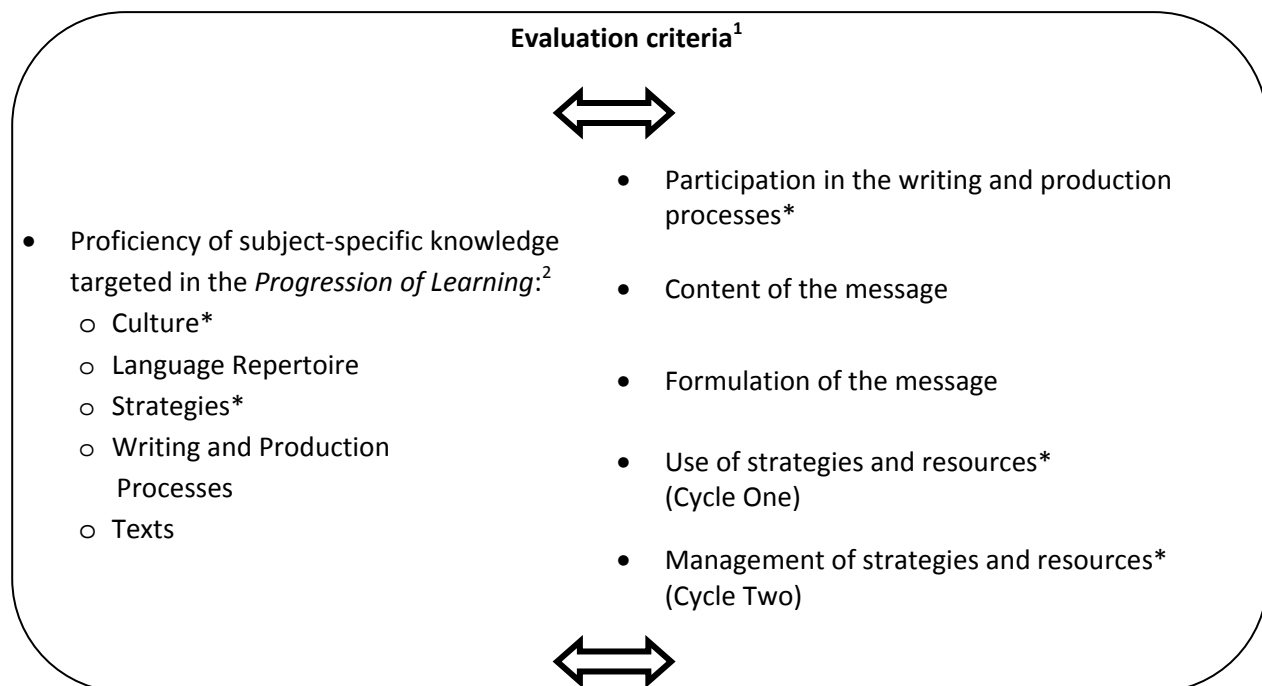 Evaluation criteria¹
• Proficiency of subject-specific knowledge
targeted in the Progression of Learning:²
o Culture*
o Language Repertoire
o Strategies*
o Writing and Production
Processes
o Texts
• Participation in the writing and production
processes*
• Content of the message
• Formulation of the message
• Use of strategies and resources*
(Cycle One)
• Management of strategies and resources*
(Cycle Two)